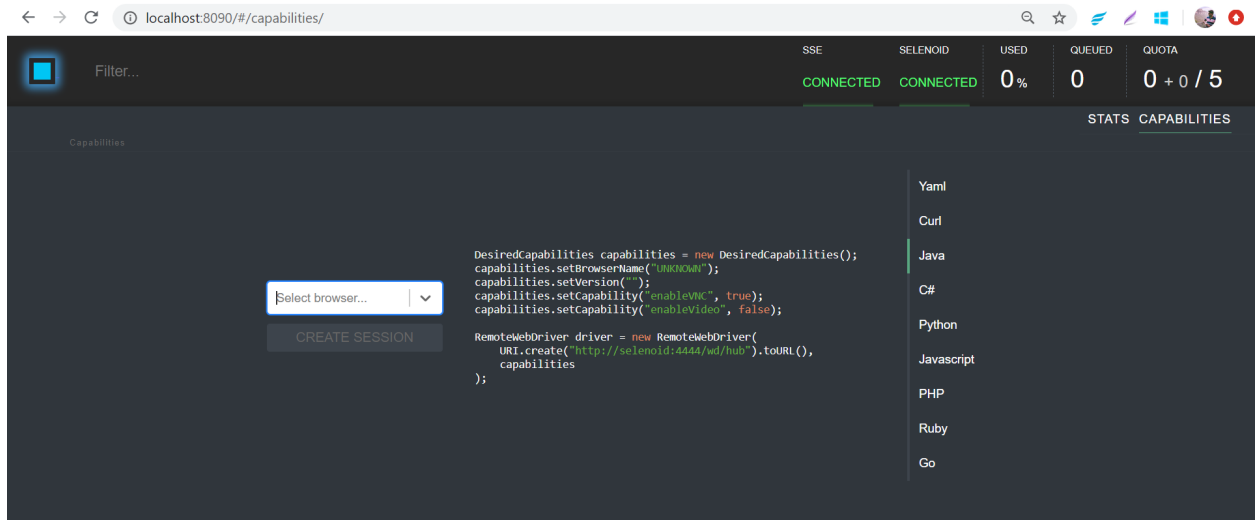 localhost:8090/#/capabilities/
Filter...
SSE
CONNECTED
SELENOID
CONNECTED
USED
0 %
QUEUED
0
QUOTA
0 + 0 / 5
STATS CAPABILITIES
Capabilities
Select browser...
CREATE SESSION
DesiredCapabilities capabilities = new DesiredCapabilities();
capabilities.setBrowserName("UNKNOWN");
capabilities.setVersion("");
capabilities.setCapability("enableVNC", true);
capabilities.setCapability("enableVideo", false);
RemoteWebDriver driver = new RemoteWebDriver(
    URI.create("http://selenoid:4444/wd/hub").toURL(),
    capabilities
);
Yaml
Curl
Java
C#
Python
Javascript
PHP
Ruby
Go